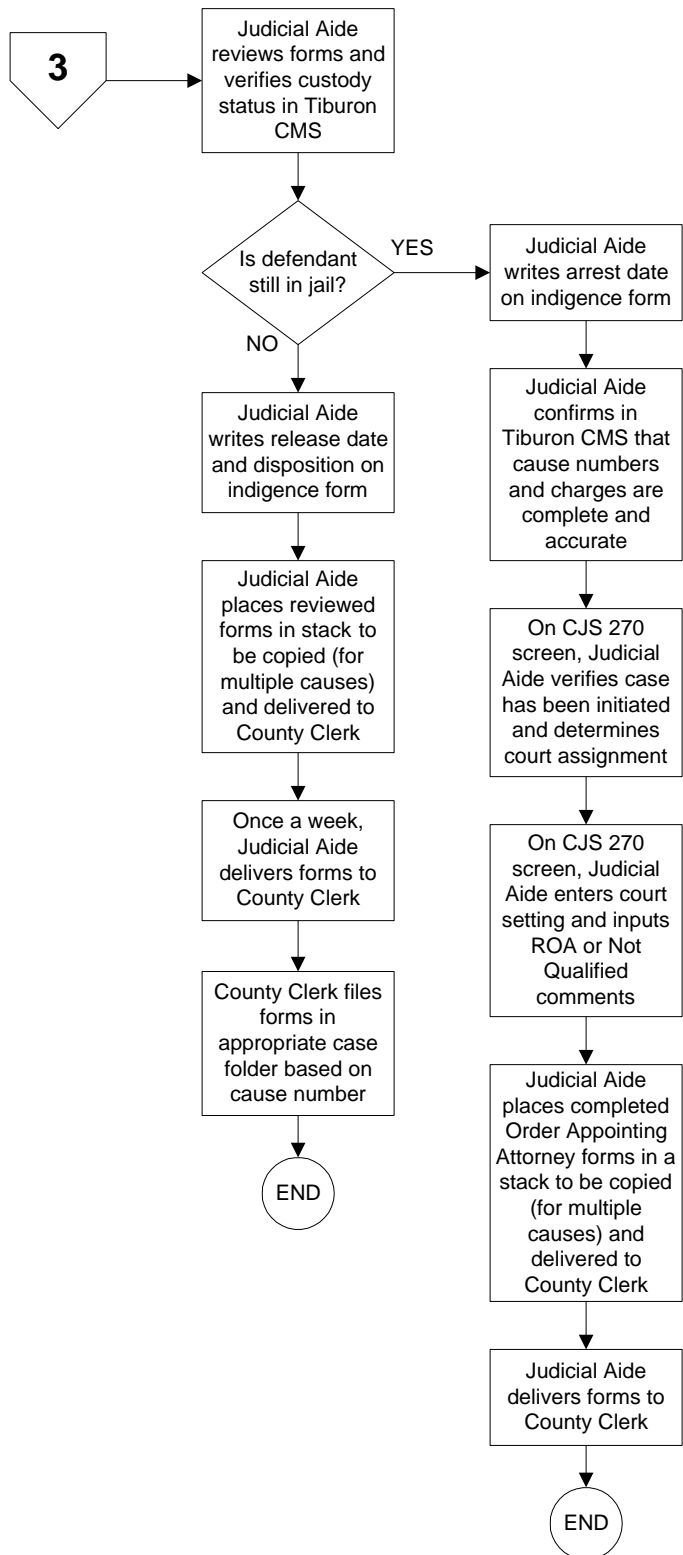 3
Judicial Aide
reviews forms and
verifies custody
status in Tiburon
CMS
Is defendant
still in jail?
YES
NO
Judicial Aide
writes release date
and disposition on
indigence form
Judicial Aide
places reviewed
forms in stack to
be copied (for
multiple causes)
and delivered to
County Clerk
Once a week,
Judicial Aide
delivers forms to
County Clerk
County Clerk files
forms in
appropriate case
folder based on
cause number
END
Judicial Aide
writes arrest date
on indigence form
Judicial Aide
confirms in
Tiburon CMS that
cause numbers
and charges are
complete and
accurate
On CJS 270
screen, Judicial
Aide verifies case
has been initiated
and determines
court assignment
On CJS 270
screen, Judicial
Aide enters court
setting and inputs
ROA or Not
Qualified
comments
Judicial Aide
places completed
Order Appointing
Attorney forms in a
stack to be copied
(for multiple
causes) and
delivered to
County Clerk
Judicial Aide
delivers forms to
County Clerk
END